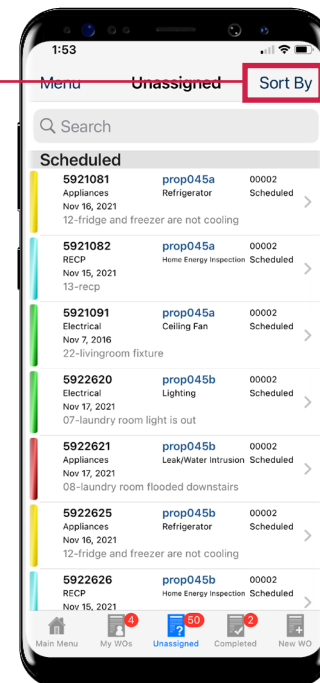 1:53
Menu Unassigned Sort By
Search
Scheduled
5921081 prop045a 00002
Appliances Refrigerator Scheduled
Nov 16, 2021
12-fridge and freezer are not cooling
5921082 prop045a 00002
RECP Home Energy Inspection Scheduled
Nov 15, 2021
13-recp
5921091 prop045a 00002
Electrical Ceiling Fan Scheduled
Nov 7, 2016
22-livingroom fixture
5922620 prop045b 00002
Electrical Lighting Scheduled
Nov 17, 2021
07-laundry room light is out
5922621 prop045b 00002
Appliances Leak/Water Intrusion Scheduled
Nov 17, 2021
08-laundry room flooded downstairs
5922625 prop045b 00002
Appliances Refrigerator Scheduled
Nov 16, 2021
12-fridge and freezer are not cooling
5922626 prop045b 00002
RECP Home Energy Inspection Scheduled
Nov 15, 2021
4 50 2
Main Menu My WOs Unassigned Completed New WO